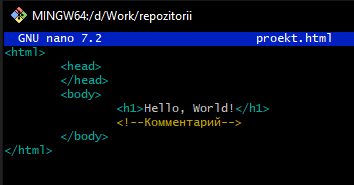 MINGW64:/d/Work/repozitorii
GNU nano 7.2 proekt.html
<html>
<head>
</head>
<body>
<h1>Hello, World!</h1>
<!--Комментарий-->
</body>
</html>